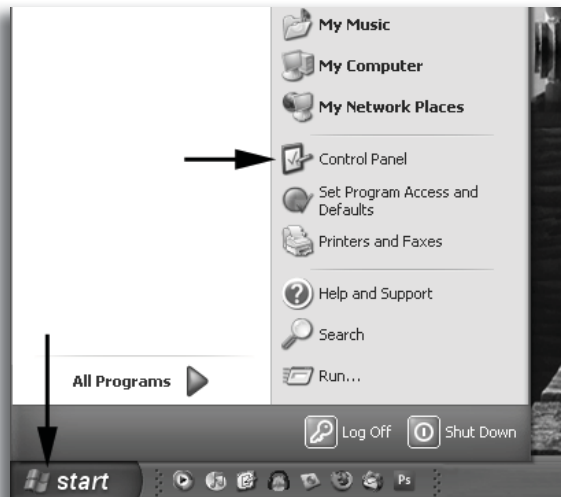 My Music
My Computer
My Network Places
Control Panel
Set Program Access and
Defaults
Printers and Faxes
Help and Support
Search
Run...
All Programs
Log Off
Shut Down
start
Ps